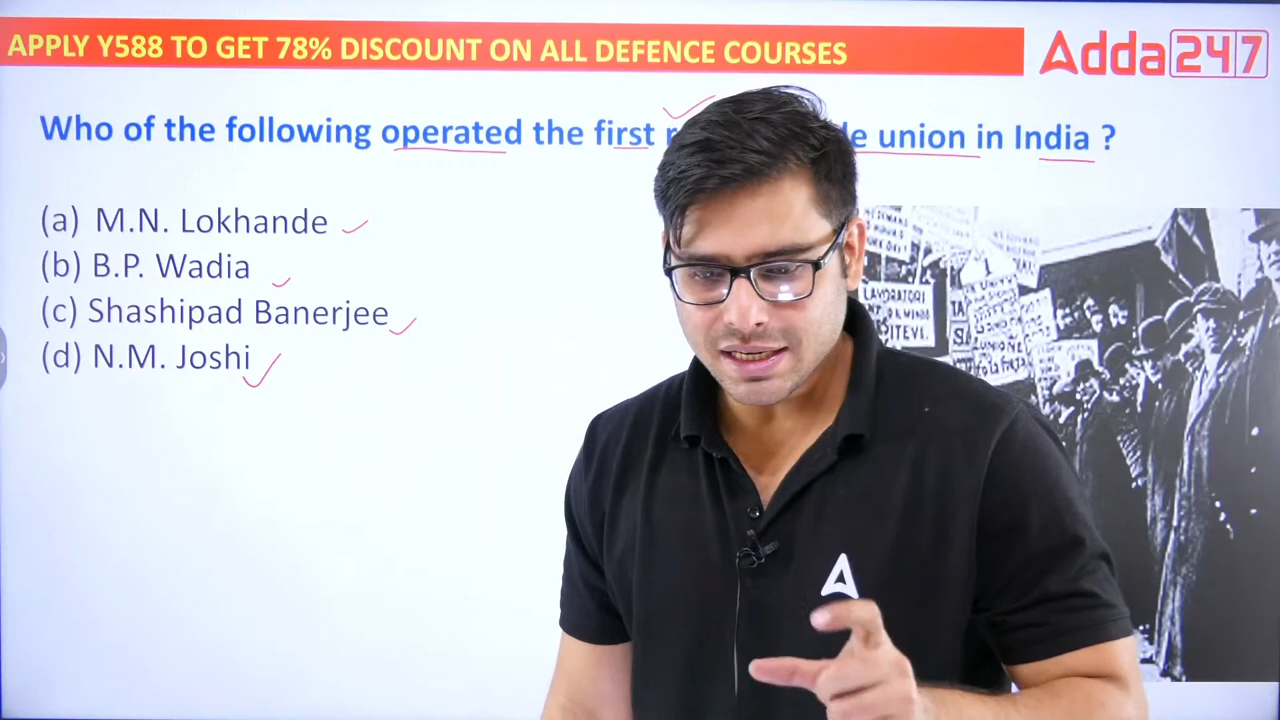 APPLY Y588 TO GET 78% DISCOUNT ON ALL DEFENCE COURSES
Adda247
Who of the following operated the first union in India ?
(a) M.N. Lokhande
(b) B.P. Wadia
(c) Shashipad Banerjee
(d) N.M. Joshi
LAVORATORI